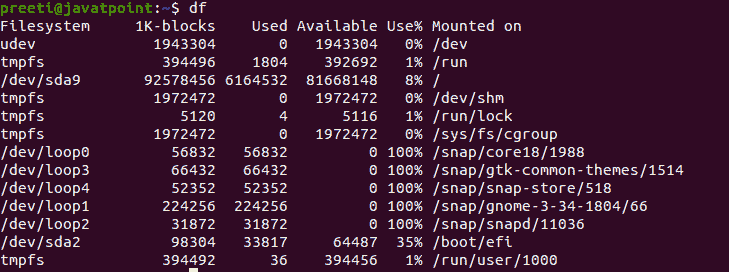 preeti@javatpoint:~$ df
Filesystem     1K-blocks    Used Available Use% Mounted on
udev             1943304       0   1943304   0% /dev
tmpfs             394496    1804    392692   1% /run
/dev/sda9       92578456 6164532  81668148   8% /
tmpfs            1972472       0   1972472   0% /dev/shm
tmpfs               5120       4      5116   1% /run/lock
tmpfs            1972472       0   1972472   0% /sys/fs/cgroup
/dev/loop0         56832   56832         0 100% /snap/core18/1988
/dev/loop3         66432   66432         0 100% /snap/gtk-common-themes/1514
/dev/loop4         52352   52352         0 100% /snap/snap-store/518
/dev/loop1        224256  224256         0 100% /snap/gnome-3-34-1804/66
/dev/loop2         31872   31872         0 100% /snap/snapd/11036
/dev/sda2          98304   33817     64487  35% /boot/efi
tmpfs             394492      36    394456   1% /run/user/1000